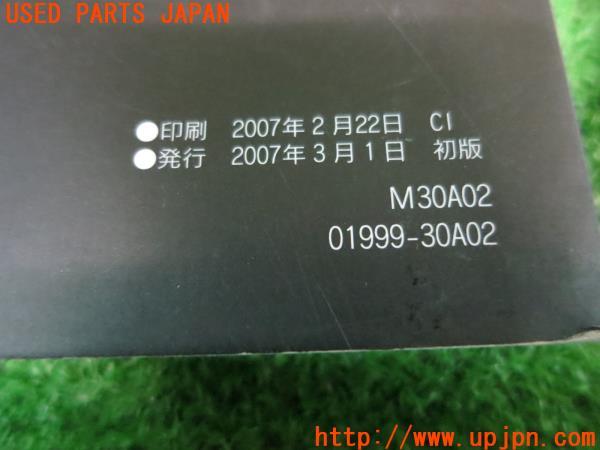 USED PARTS JAPAN
●印刷 2007年2月22日 CI
●発行 2007年3月1日 初版
M30A02
01999-30A02
http://www.upjpn.com